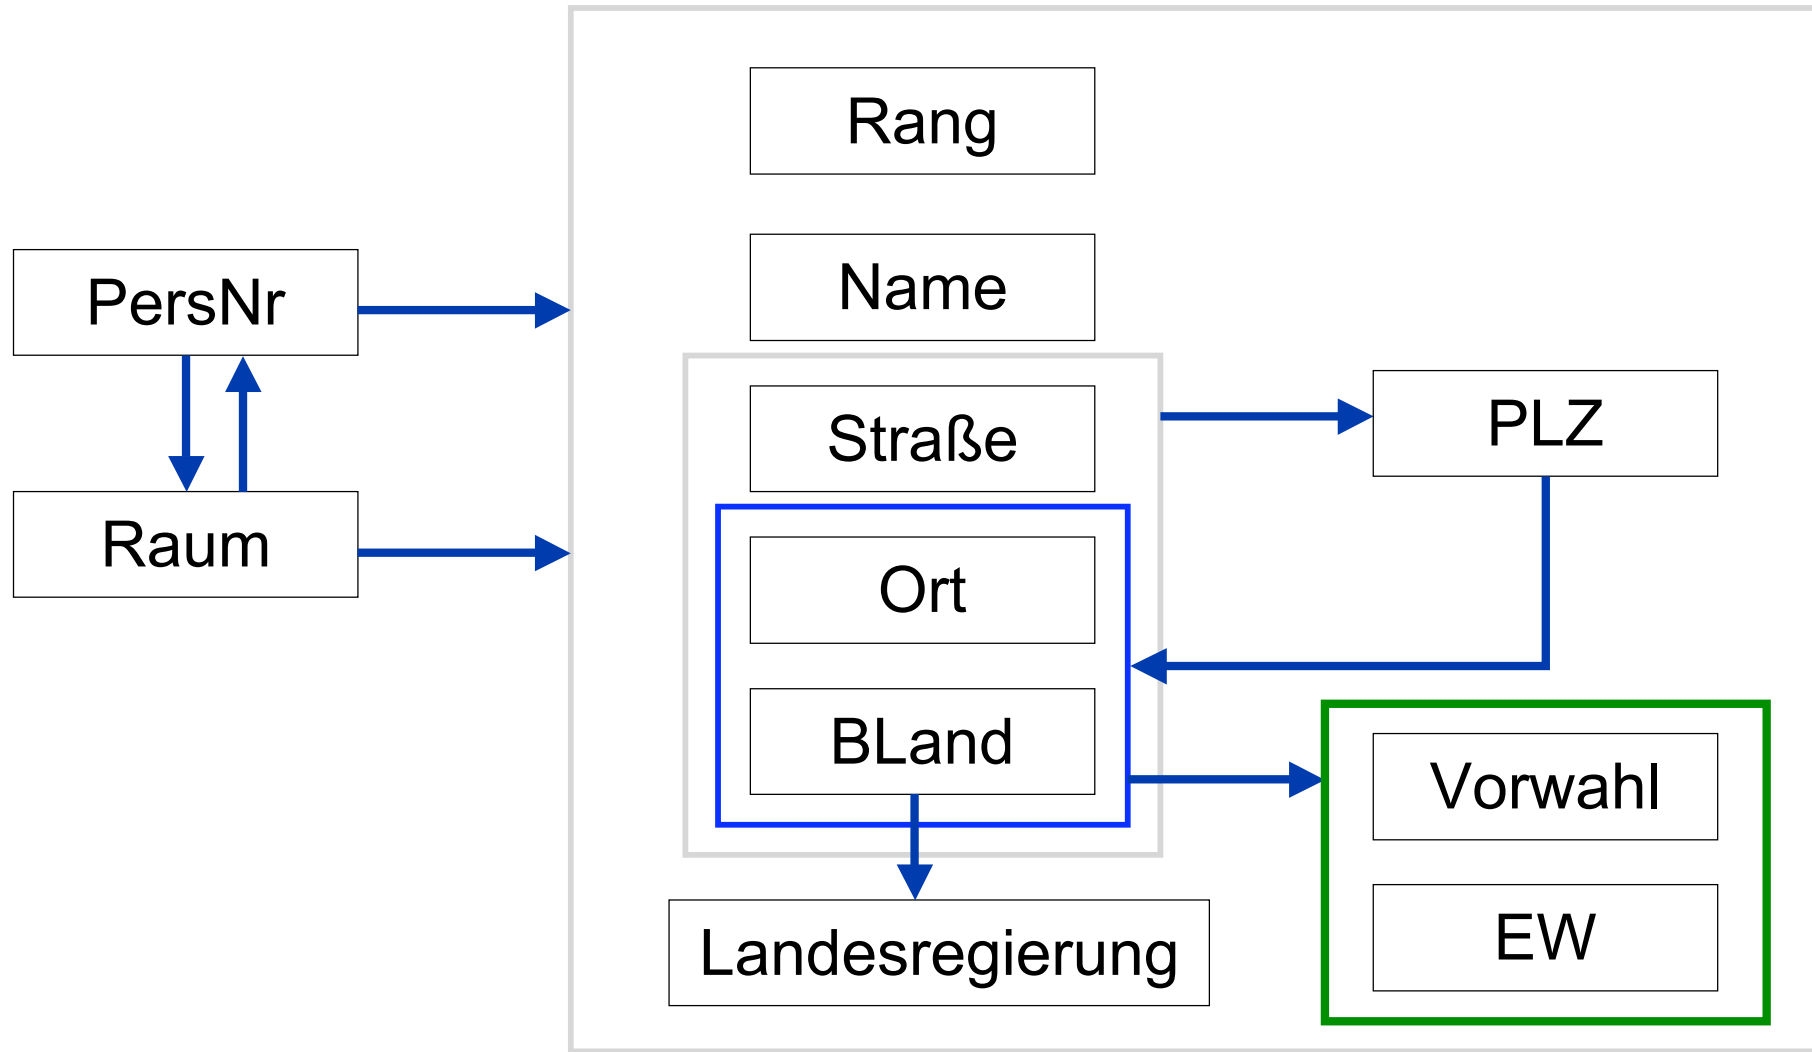 Rang
Name
PersNr
Straße
PLZ
Raum
Ort
BLand
Vorwahl
EW
Landesregierung